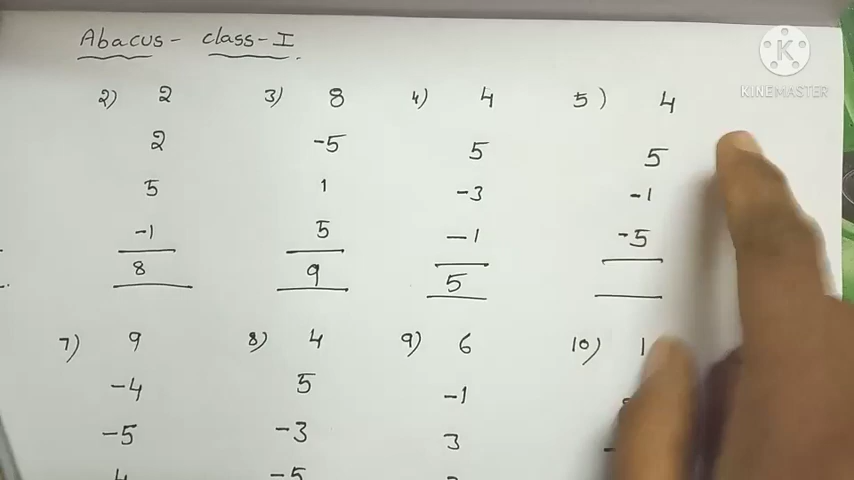 Abacus - class - I
KINEMASTER
2) 2 3) 8 4) 4 5) 4
2 -5 5 5
5 1 -3 -1
-1 5 -1 -5
8 9 5
7) 9 8) 4 9) 6 10) 1
-4 5 -1
-5 -3 3
4 -5